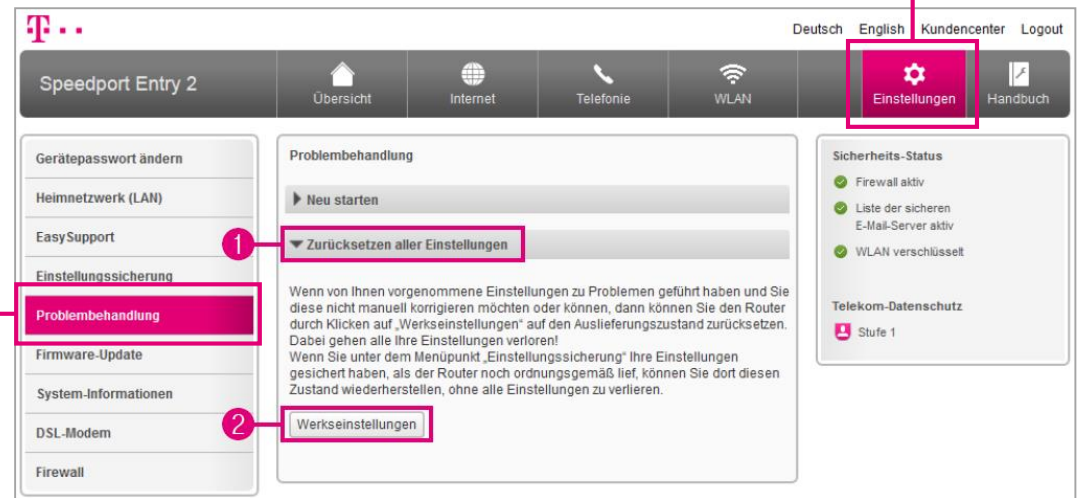 T
Deutsch English Kundencenter Logout
Speedport Entry 2
Übersicht
Internet
Telefonie
WLAN
Einstellungen
Handbuch
Gerätepasswort ändern
Heimnetzwerk (LAN)
EasySupport
Einstellungssicherung
Problembehandlung
Firmware-Update
System-Informationen
DSL-Modem
Firewall
Problembehandlung
Neu starten
1
Zurücksetzen aller Einstellungen
Wenn von Ihnen vorgenommene Einstellungen zu Problemen geführt haben und Sie
diese nicht manuell korrigieren möchten oder können, dann können Sie den Router
durch Klicken auf „Werkseinstellungen“ auf den Auslieferungszustand zurücksetzen.
Dabei gehen alle Ihre Einstellungen verloren!
Wenn Sie unter dem Menüpunkt „Einstellungssicherung“ Ihre Einstellungen
gesichert haben, als der Router noch ordnungsgemäß lief, können Sie dort diesen
Zustand wiederherstellen, ohne alle Einstellungen zu verlieren.
2
Werkseinstellungen
Sicherheits-Status
Firewall aktiv
Liste der sicheren
E-Mail-Server aktiv
WLAN verschlüsselt
Telekom-Datenschutz
Stufe 1